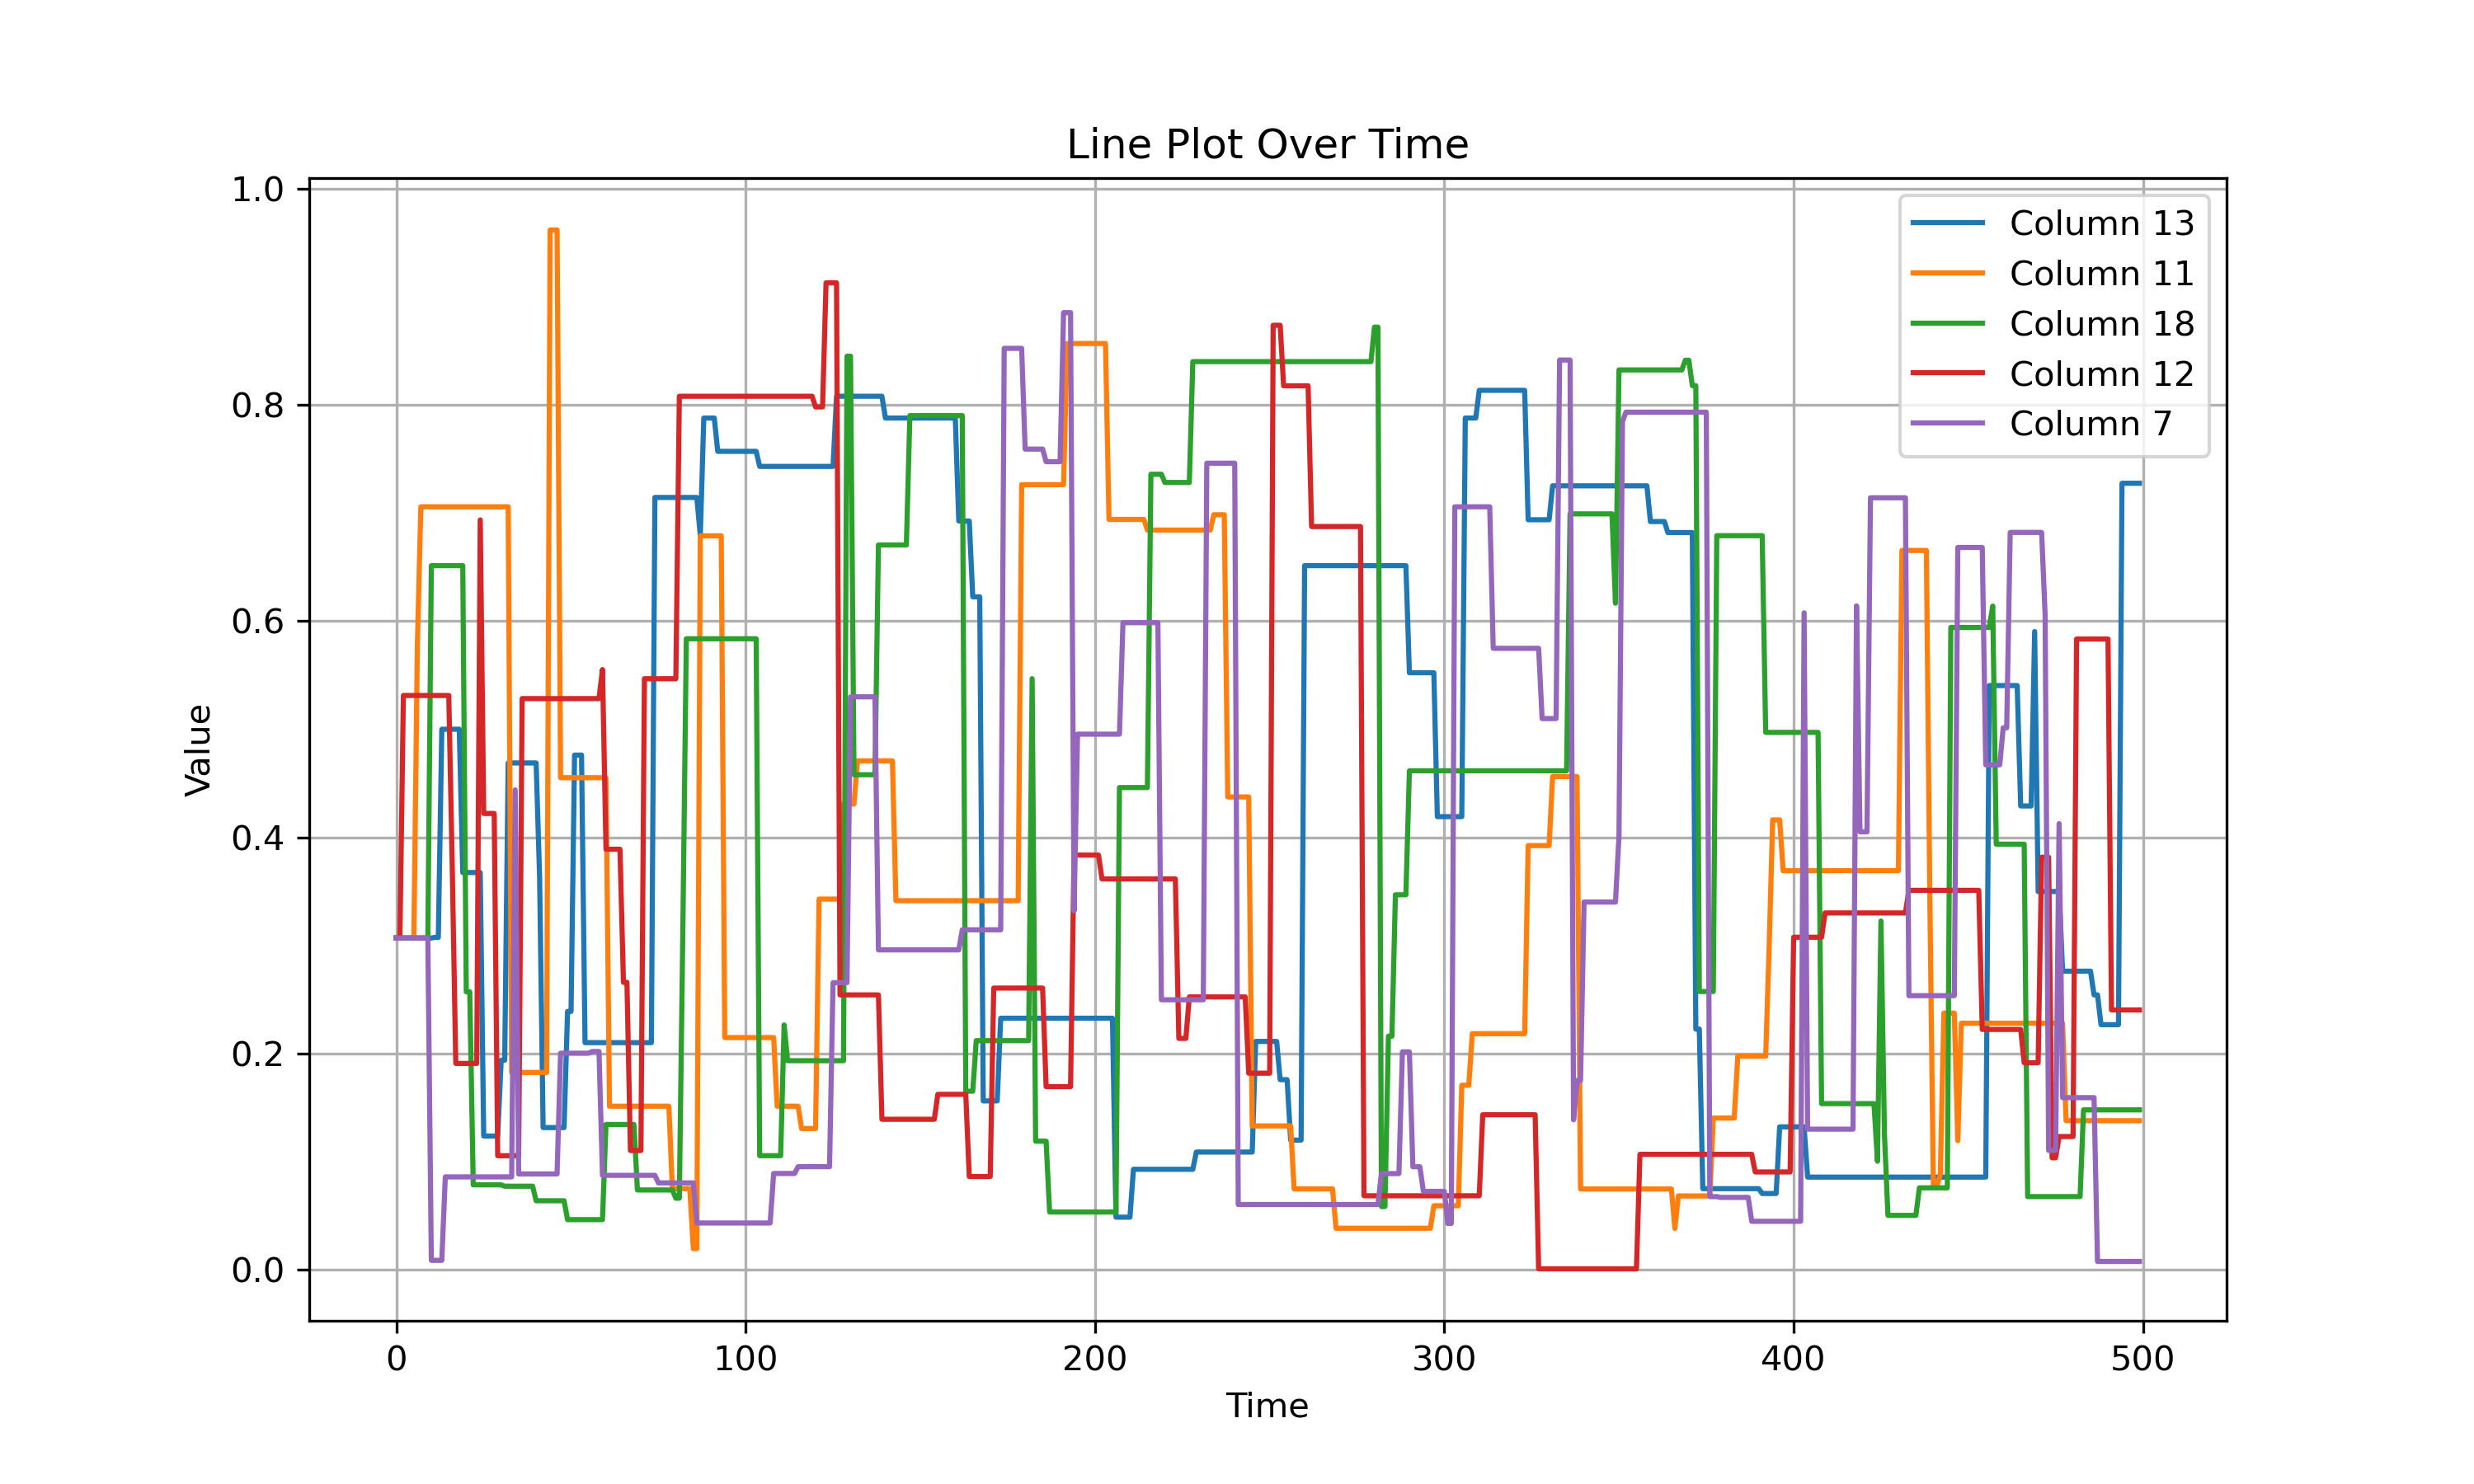 Line Plot Over Time
1.0
0.8
0.6
0.4
0.2
0.0
Value
Column 13
Column 11
Column 18
Column 12
Column 7
0 100 200 300 400 500
Time